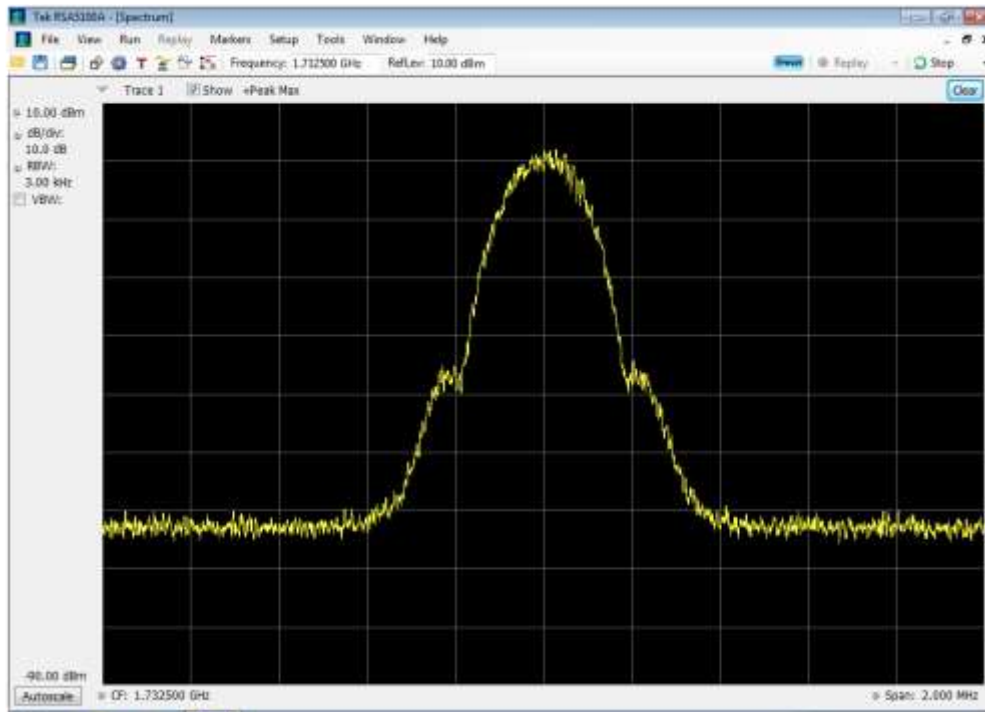 Tek RSA5100A - [Spectrum]
File View Run Replay Markers Setup Tools Window Help
T Frequency: 1.732500 GHz RefLev: 10.00 dBm Preset Replay Stop
Trace 1 Show +Peak Max Clear
10.00 dBm
dB/div:
10.0 dB
RBW:
3.00 kHz
VBW:
-90.00 dBm
Autoscale CF: 1.732500 GHz Span: 2.000 MHz